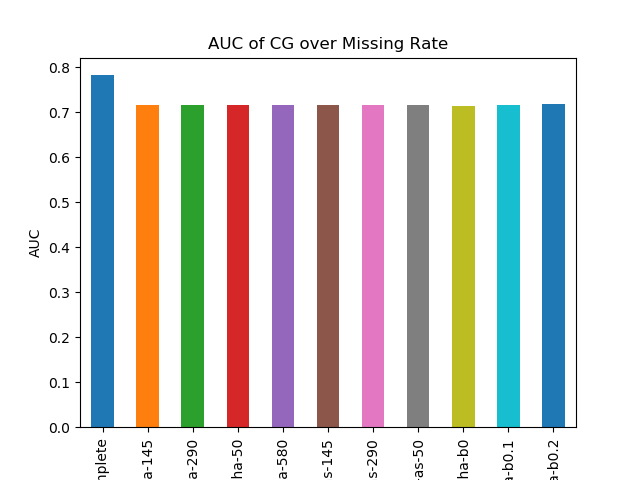 AUC of CG over Missing Rate
AUC
0.8
0.7
0.6
0.5
0.4
0.3
0.2
0.1
0.0
nplete
a-145
a-290
ha-50
a-580
s-145
s-290
-as-50
ha-b0
a-b0.1
a-b0.2